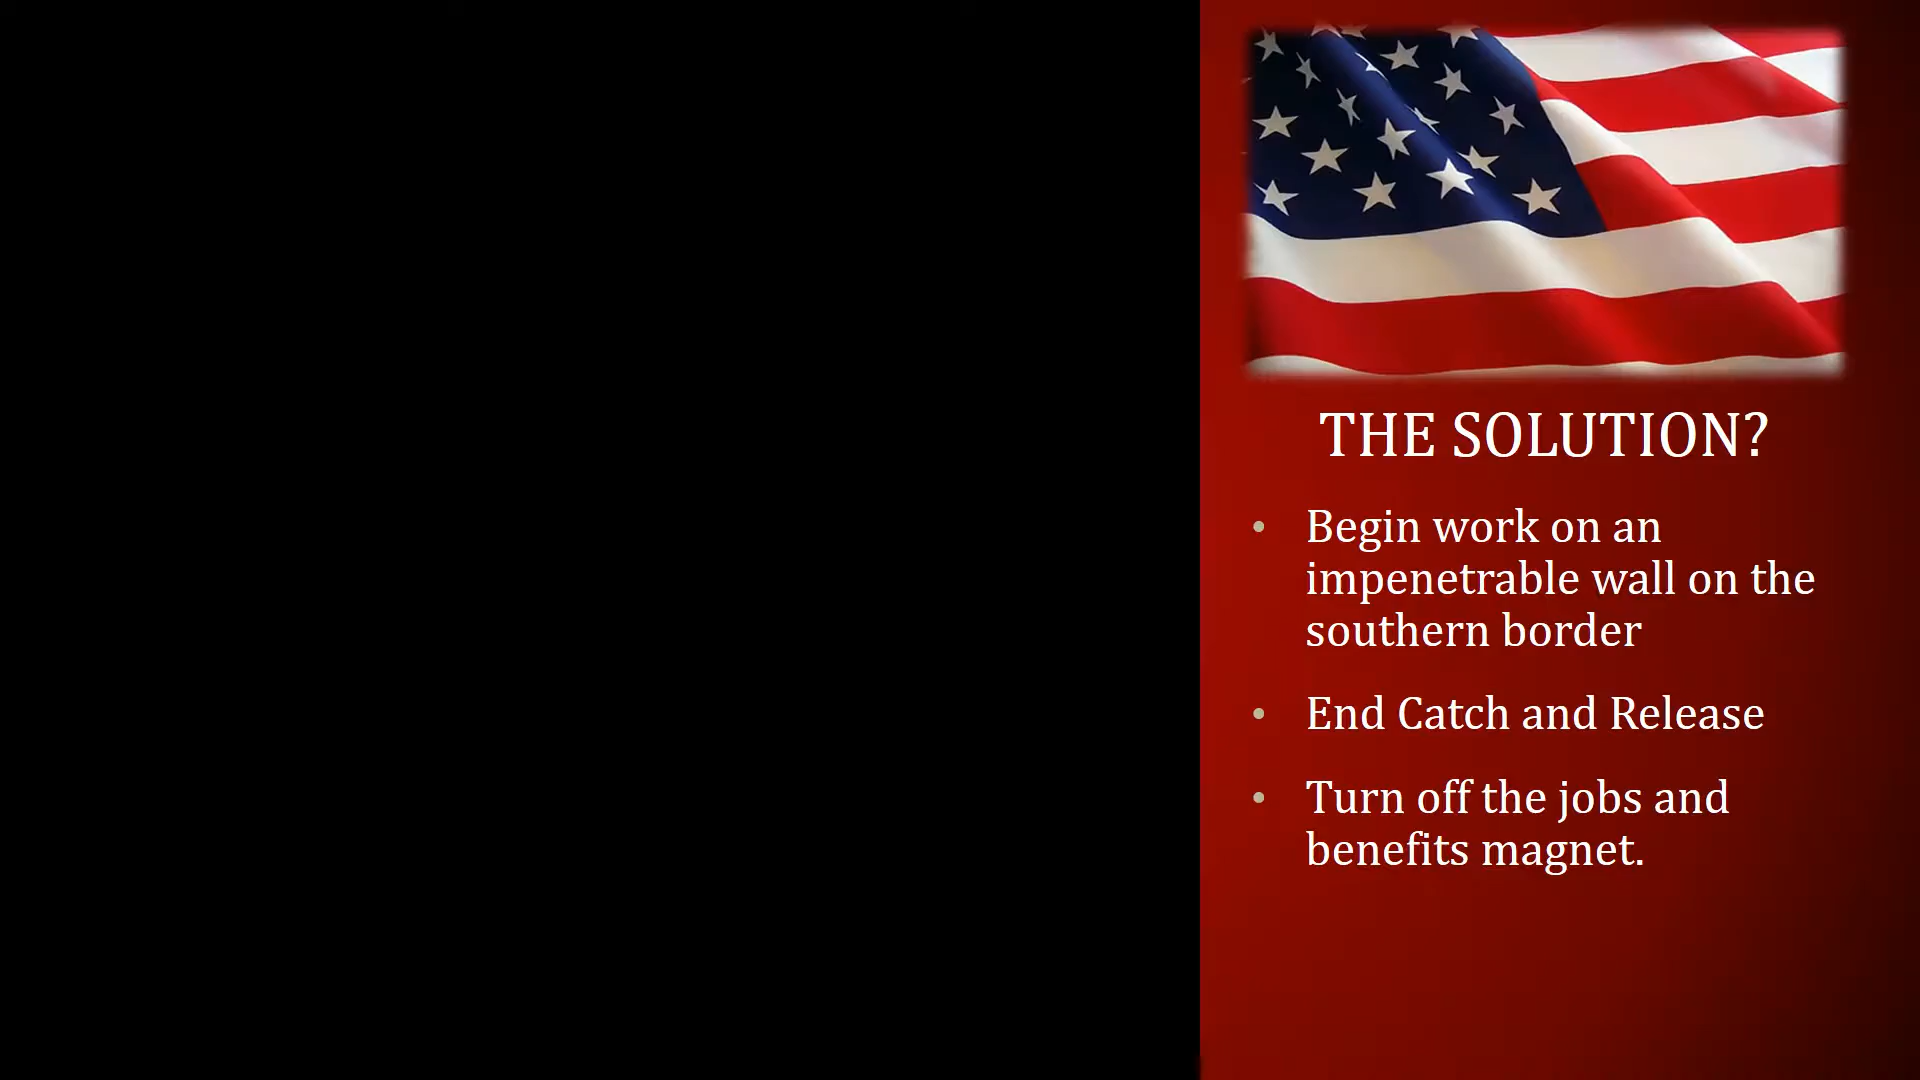 THE SOLUTION?
• Begin work on an
impenetrable wall on the
southern border
• End Catch and Release
• Turn off the jobs and
benefits magnet.